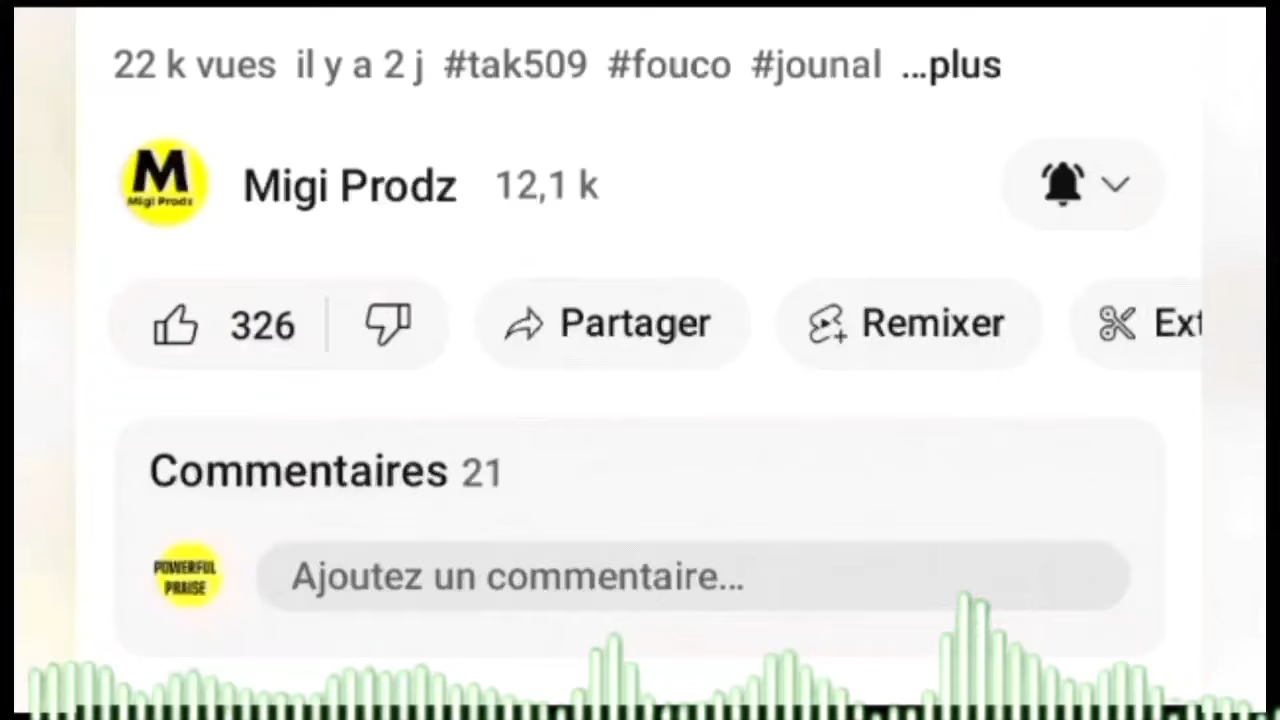 22 k vues il y a 2 j #tak509 #fouco #jounal ...plus
M
Migi Prodz
Migi Prodz 12,1 k
326 Partager Remixer Ext
Commentaires 21
POWERFUL
PRAISE
Ajoutez un commentaire...